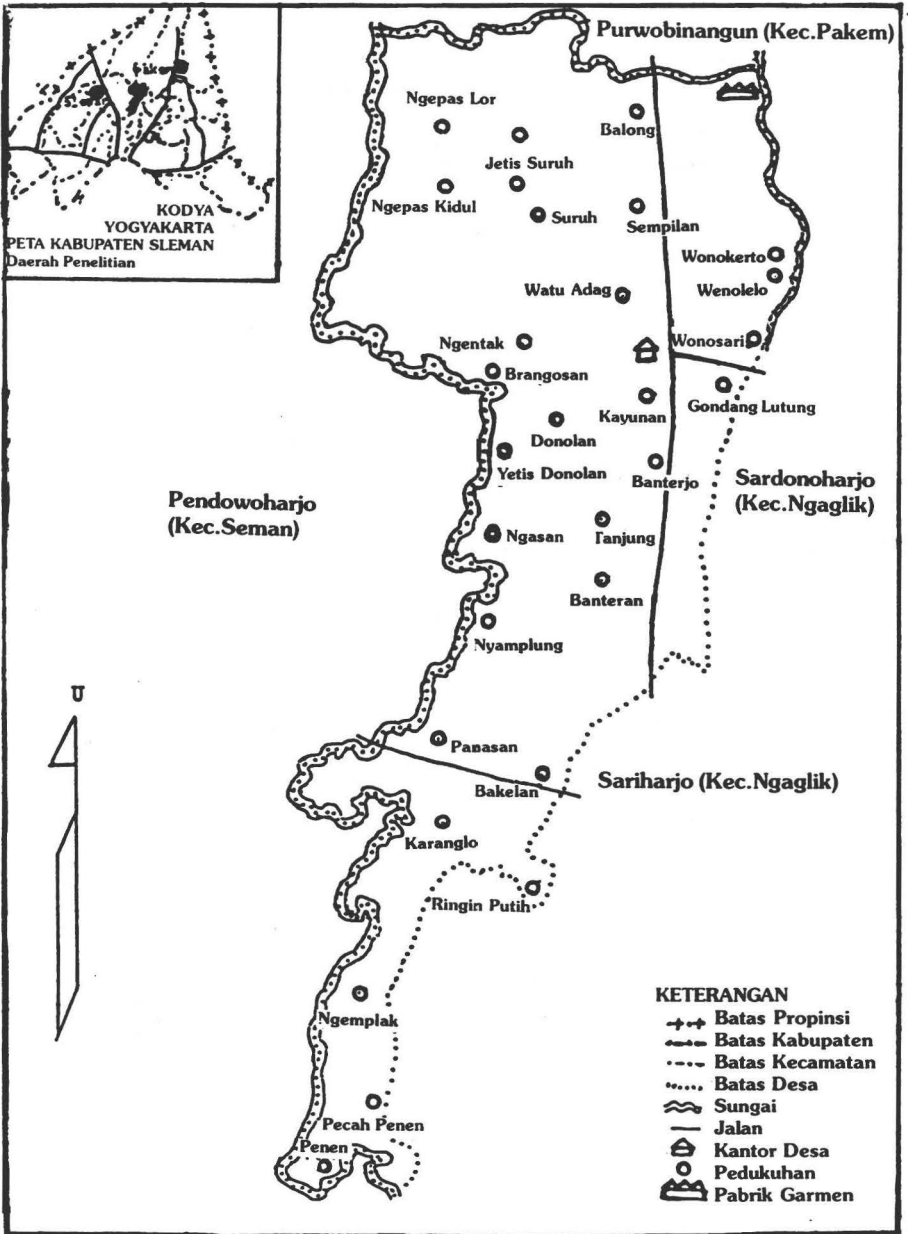 Purwobinangun (Kec.Pakem)
KODYA
YOGYAKARTA
PETA KABUPATEN SLEMAN
Daerah Penelitian
Ngepas Lor
Jetis Suruh
Balong
Ngepas Kidul
Suruh
Sempilan
Wonokerto
Wenolelo
Watu Adag
Ngentak
Wonosari
Brangosan
Kayunan
Gondang Lutung
Donolan
Yetis Donolan
Banterjo
Sardonoharjo
(Kec.Ngaglik)
Pendowoharjo
(Kec.Seman)
Ngasan
Tanjung
Banteran
Nyamplung
U
Panasan
Bakelan
Sariharjo (Kec.Ngaglik)
Karanglo
Ringin Putih
Ngemplak
Pecah Penen
Penen
KETERANGAN
Batas Propinsi
Batas Kabupaten
Batas Kecamatan
Batas Desa
Sungai
Jalan
Kantor Desa
Pedukuhan
Pabrik Garmen